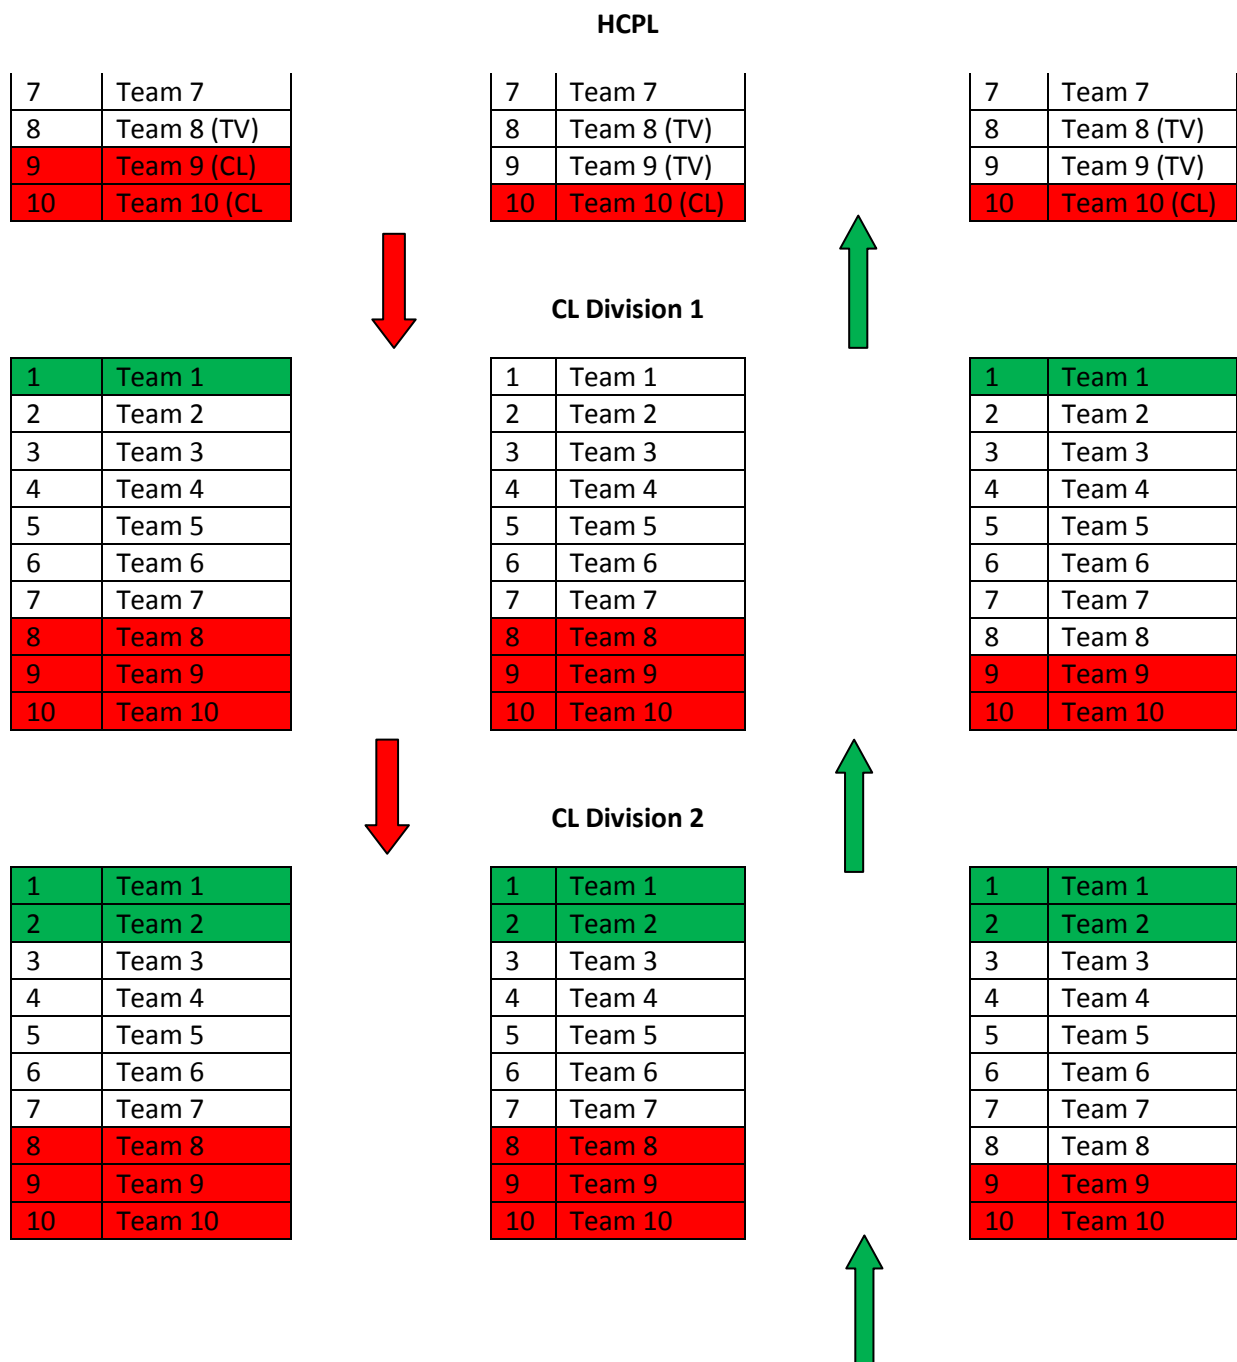 HCPL
7 Team 7 7 Team 7 7 Team 7
8 Team 8 (TV) 8 Team 8 (TV) 8 Team 8 (TV)
9 Team 9 (CL) 9 Team 9 (TV) 9 Team 9 (TV)
10 Team 10 (CL 10 Team 10 (CL) 10 Team 10 (CL)
CL Division 1
1 Team 1 1 Team 1 1 Team 1
2 Team 2 2 Team 2 2 Team 2
3 Team 3 3 Team 3 3 Team 3
4 Team 4 4 Team 4 4 Team 4
5 Team 5 5 Team 5 5 Team 5
6 Team 6 6 Team 6 6 Team 6
7 Team 7 7 Team 7 7 Team 7
8 Team 8 8 Team 8 8 Team 8
9 Team 9 9 Team 9 9 Team 9
10 Team 10 10 Team 10 10 Team 10
CL Division 2
1 Team 1 1 Team 1 1 Team 1
2 Team 2 2 Team 2 2 Team 2
3 Team 3 3 Team 3 3 Team 3
4 Team 4 4 Team 4 4 Team 4
5 Team 5 5 Team 5 5 Team 5
6 Team 6 6 Team 6 6 Team 6
7 Team 7 7 Team 7 7 Team 7
8 Team 8 8 Team 8 8 Team 8
9 Team 9 9 Team 9 9 Team 9
10 Team 10 10 Team 10 10 Team 10